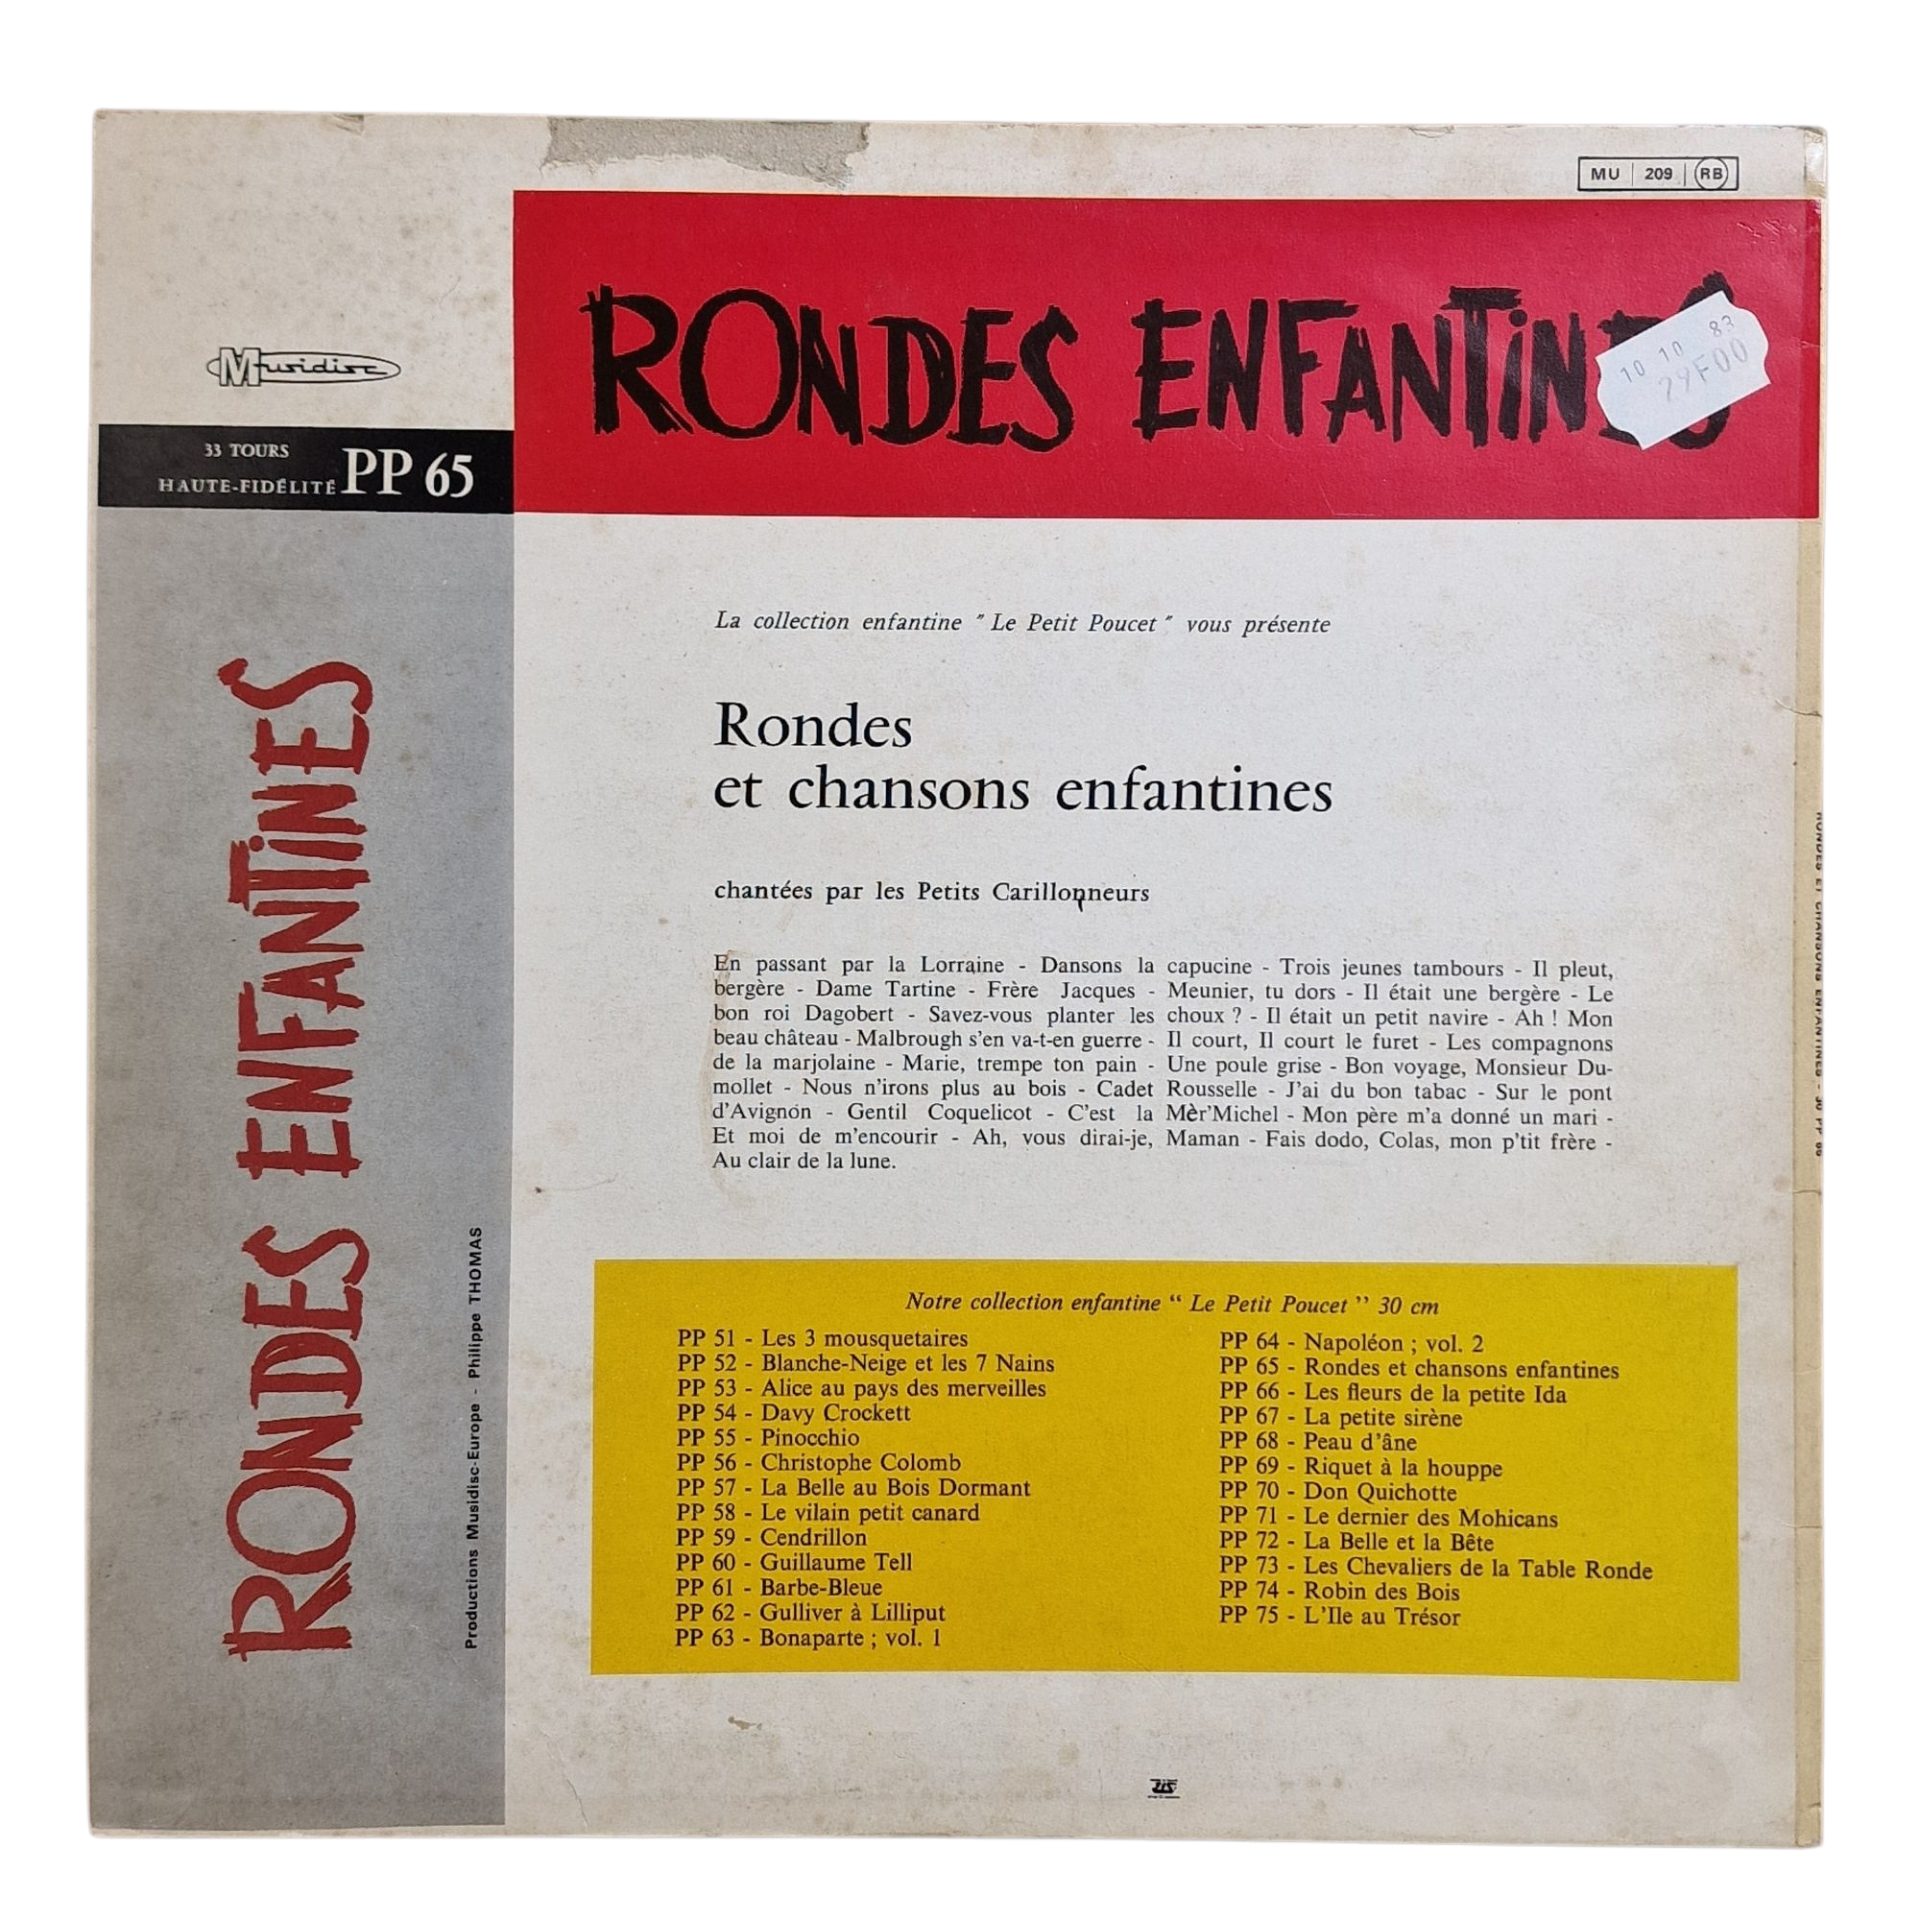 MU 209 RB
RONDES ENFANTINES
10 10 83
29F00
Musidisc
33 TOURS
HAUTE-FIDÉLITÉ PP 65
La collection enfantine " Le Petit Poucet " vous présente
Rondes
et chansons enfantines
chantées par les Petits Carillonneurs
En passant par la Lorraine - Dansons la capucine - Trois jeunes tambours - Il pleut,
bergère - Dame Tartine - Frère Jacques - Meunier, tu dors - Il était une bergère - Le
bon roi Dagobert - Savez-vous planter les choux ? - Il était un petit navire - Ah ! Mon
beau château - Malbrough s'en va-t-en guerre - Il court, Il court le furet - Les compagnons
de la marjolaine - Marie, trempe ton pain - Une poule grise - Bon voyage, Monsieur Du-
mollet - Nous n'irons plus au bois - Cadet Rousselle - J'ai du bon tabac - Sur le pont
d'Avignon - Gentil Coquelicot - C'est la Mèr'Michel - Mon père m'a donné un mari -
Et moi de m'encourir - Ah, vous dirai-je, Maman - Fais dodo, Colas, mon p'tit frère -
Au clair de la lune.
RONDES ENFANTINES
Productions Musidisc-Europe - Philippe THOMAS
Notre collection enfantine “ Le Petit Poucet ” 30 cm
PP 51 - Les 3 mousquetaires
PP 52 - Blanche-Neige et les 7 Nains
PP 53 - Alice au pays des merveilles
PP 54 - Davy Crockett
PP 55 - Pinocchio
PP 56 - Christophe Colomb
PP 57 - La Belle au Bois Dormant
PP 58 - Le vilain petit canard
PP 59 - Cendrillon
PP 60 - Guillaume Tell
PP 61 - Barbe-Bleue
PP 62 - Gulliver à Lilliput
PP 63 - Bonaparte ; vol. 1
PP 64 - Napoléon ; vol. 2
PP 65 - Rondes et chansons enfantines
PP 66 - Les fleurs de la petite Ida
PP 67 - La petite sirène
PP 68 - Peau d'âne
PP 69 - Riquet à la houppe
PP 70 - Don Quichotte
PP 71 - Le dernier des Mohicans
PP 72 - La Belle et la Bête
PP 73 - Les Chevaliers de la Table Ronde
PP 74 - Robin des Bois
PP 75 - L'Ile au Trésor
RONDES ET CHANSONS ENFANTINES - 30 PP 65